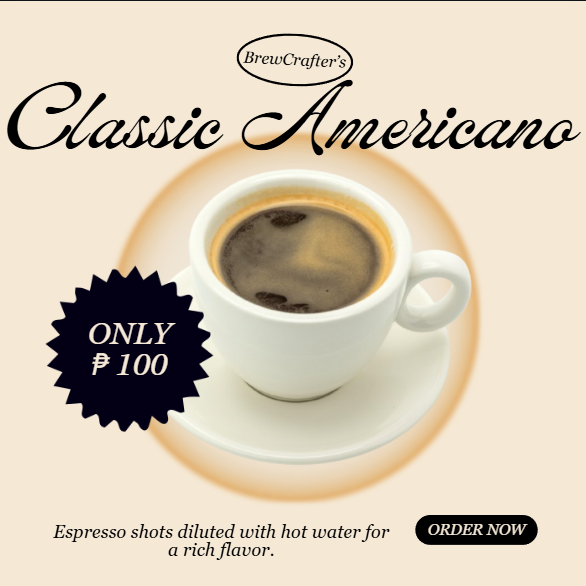 BrewCrafter's
Classic Americano
ONLY
₱ 100
Espresso shots diluted with hot water for
a rich flavor.
ORDER NOW